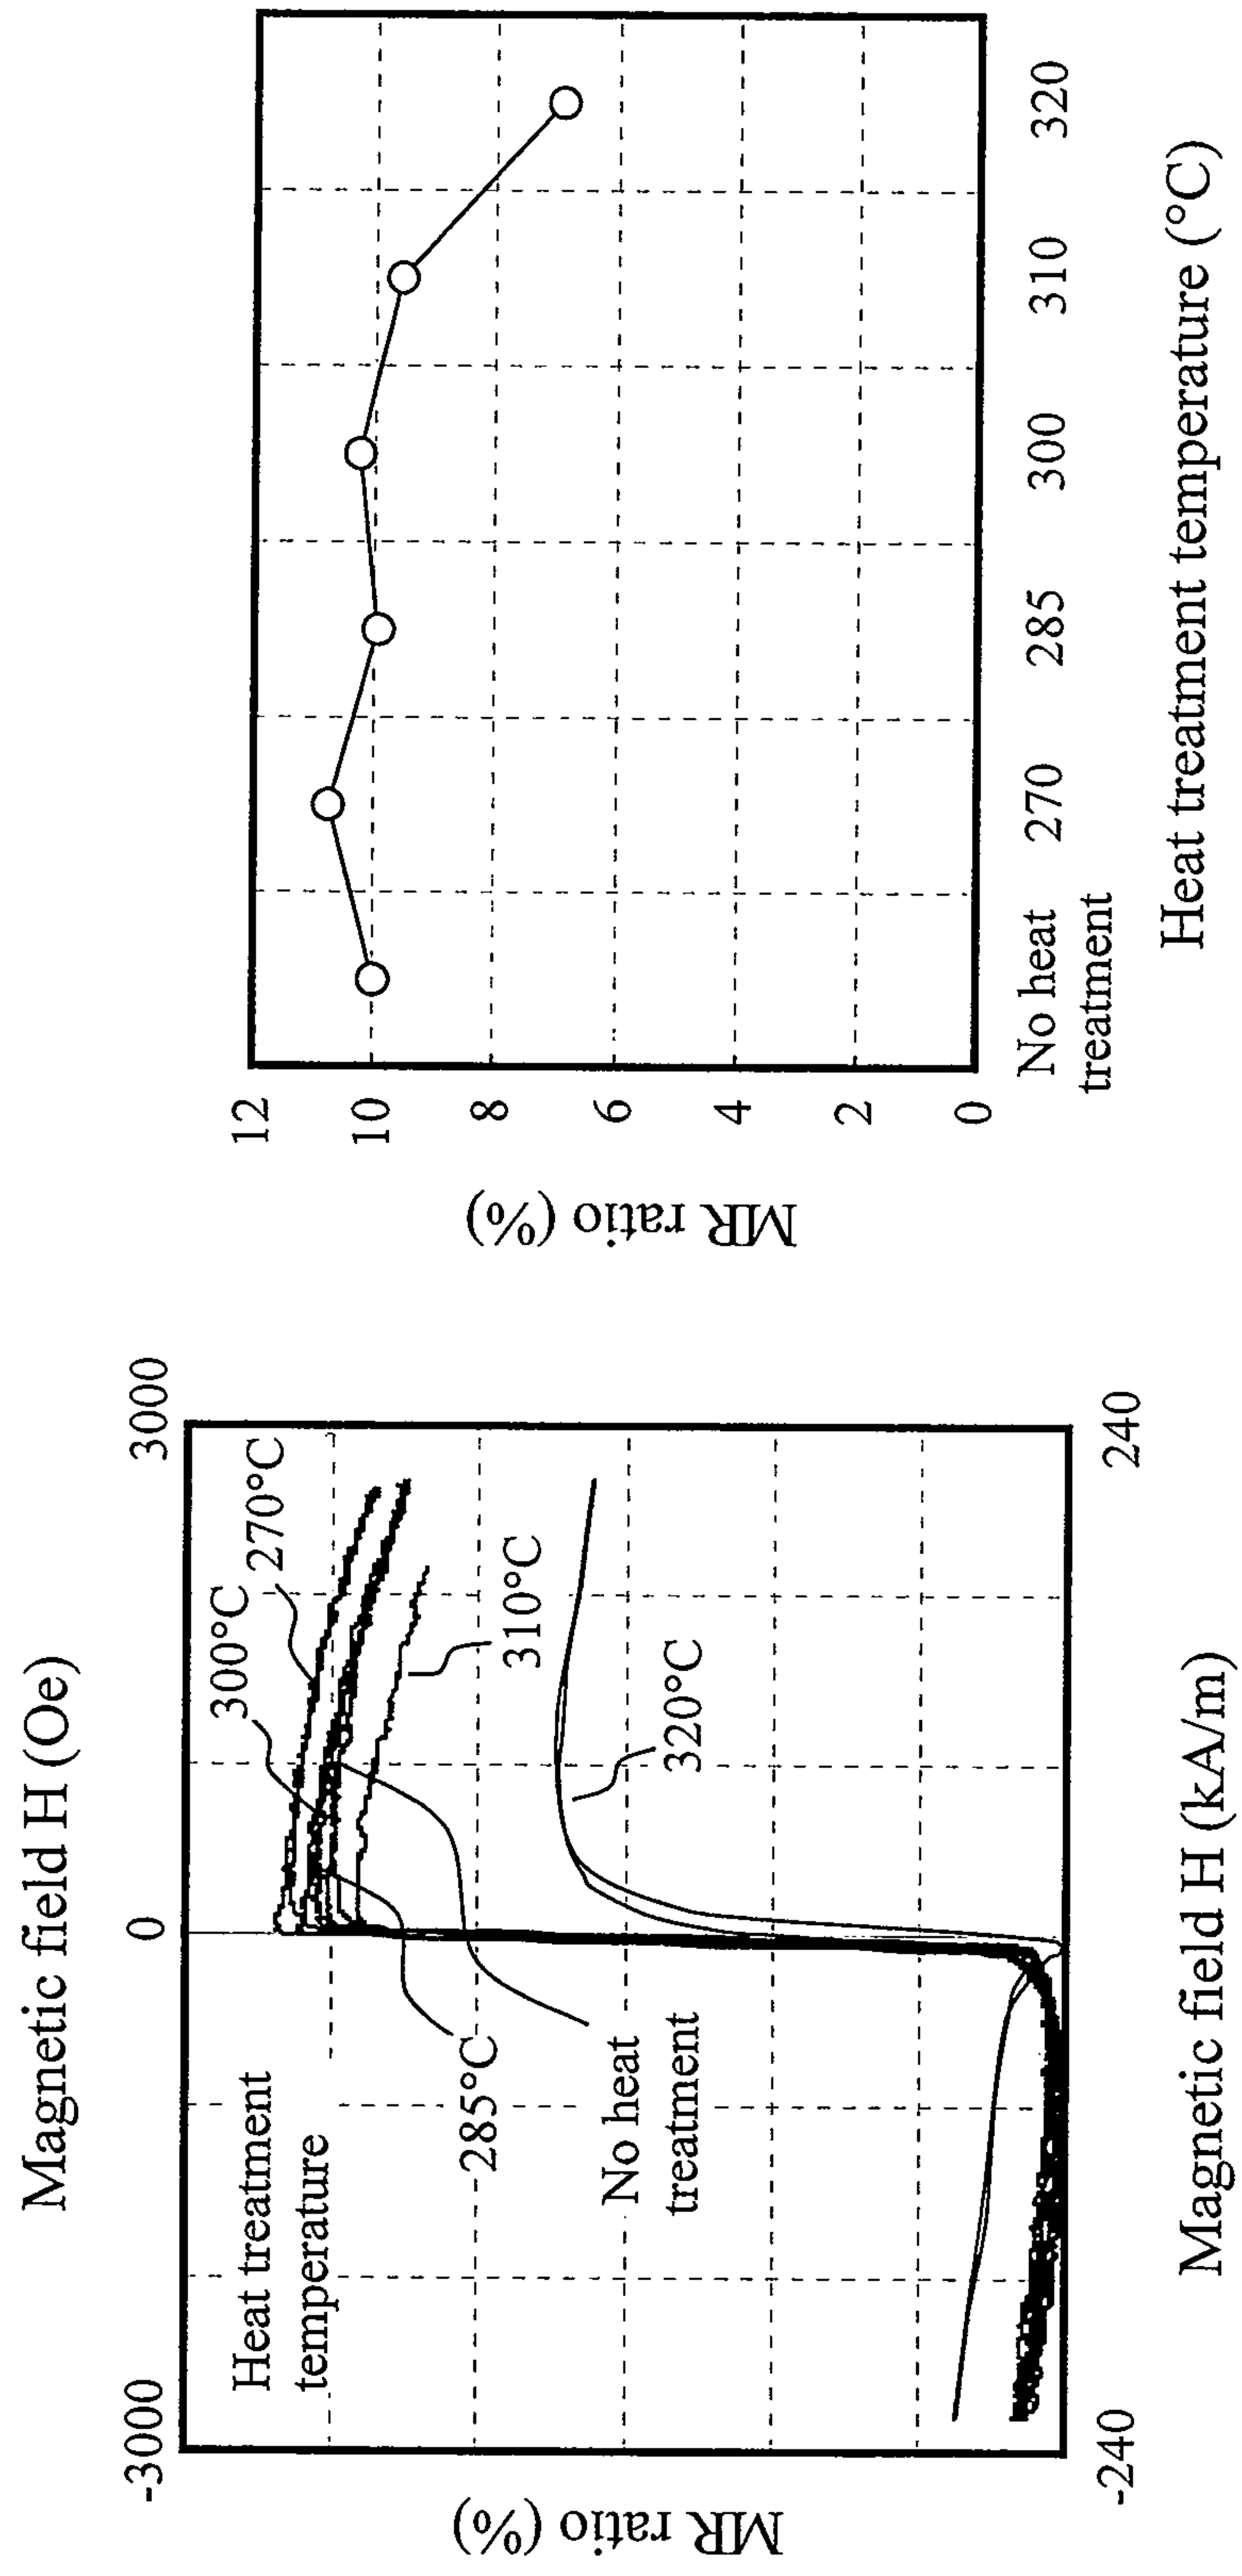 Magnetic field H (Oe)
-3000
0
3000
Heat treatment
temperature
300°C
270°C
310°C
320°C
285°C
No heat
treatment
MR ratio (%)
-240
240
Magnetic field H (kA/m)
12
10
8
6
4
2
0
MR ratio (%)
No heat
treatment
270
285
300
310
320
Heat treatment temperature (°C)